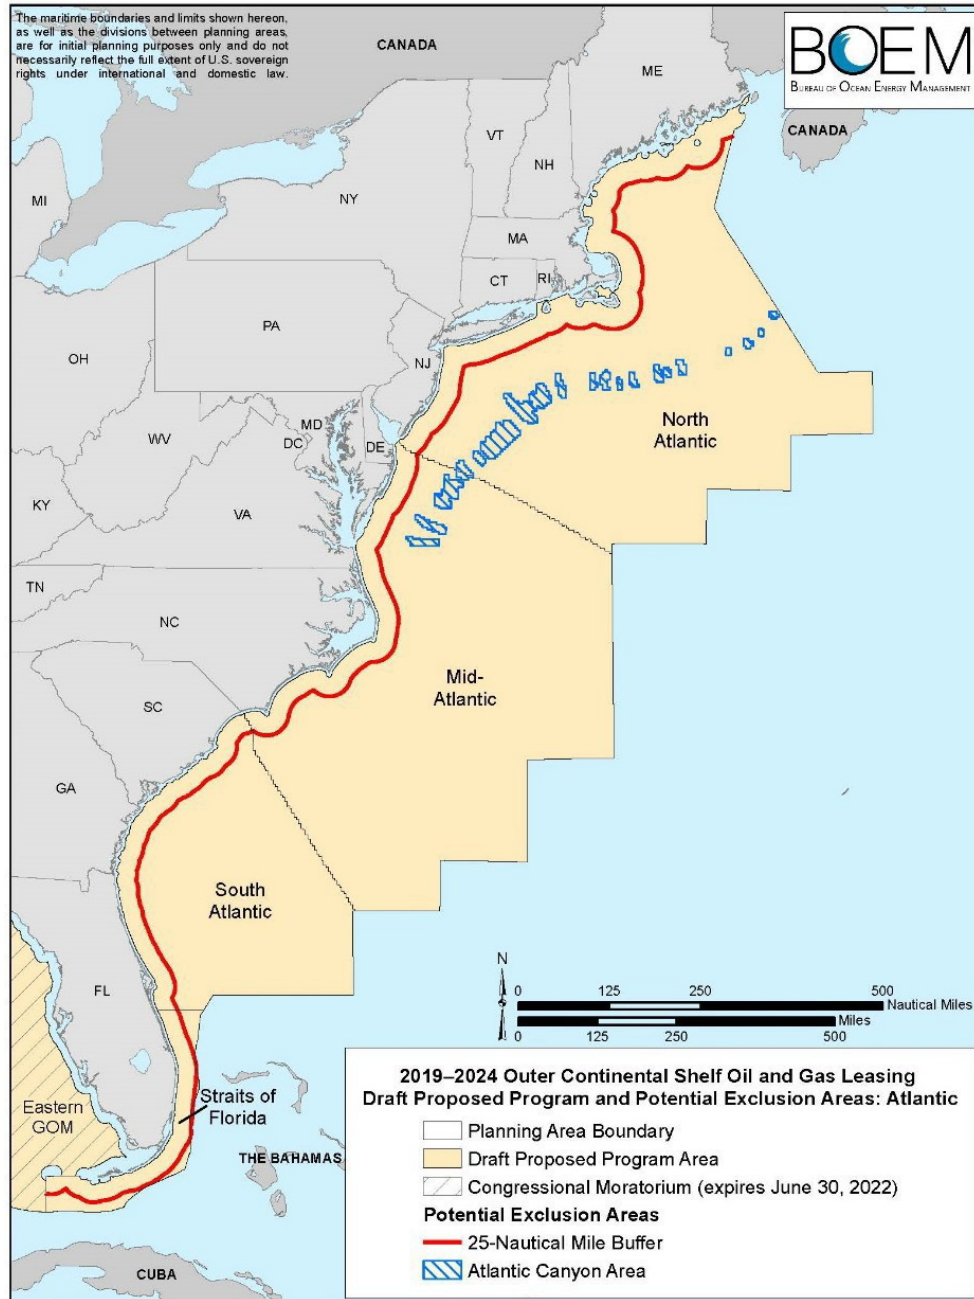 The maritime boundaries and limits shown hereon,
as well as the divisions between planning areas,
are for initial planning purposes only and do not
necessarily reflect the full extent of U.S. sovereign
rights under international and domestic law.
CANADA
BOEM
BUREAU OF OCEAN ENERGY MANAGEMENT
ME
CANADA
VT
NH
MI
NY
MA
CT
RI
PA
OH
NJ
MD
WV
DC
DE
North
Atlantic
KY
VA
TN
NC
Mid-
Atlantic
SC
GA
South
Atlantic
N
FL
0 125 250 500
Nautical Miles
0 125 250 500
Miles
S
2019–2024 Outer Continental Shelf Oil and Gas Leasing
Draft Proposed Program and Potential Exclusion Areas: Atlantic
Straits of
Florida
Eastern
GOM
Planning Area Boundary
THE BAHAMAS
Draft Proposed Program Area
Congressional Moratorium (expires June 30, 2022)
Potential Exclusion Areas
25-Nautical Mile Buffer
CUBA
Atlantic Canyon Area